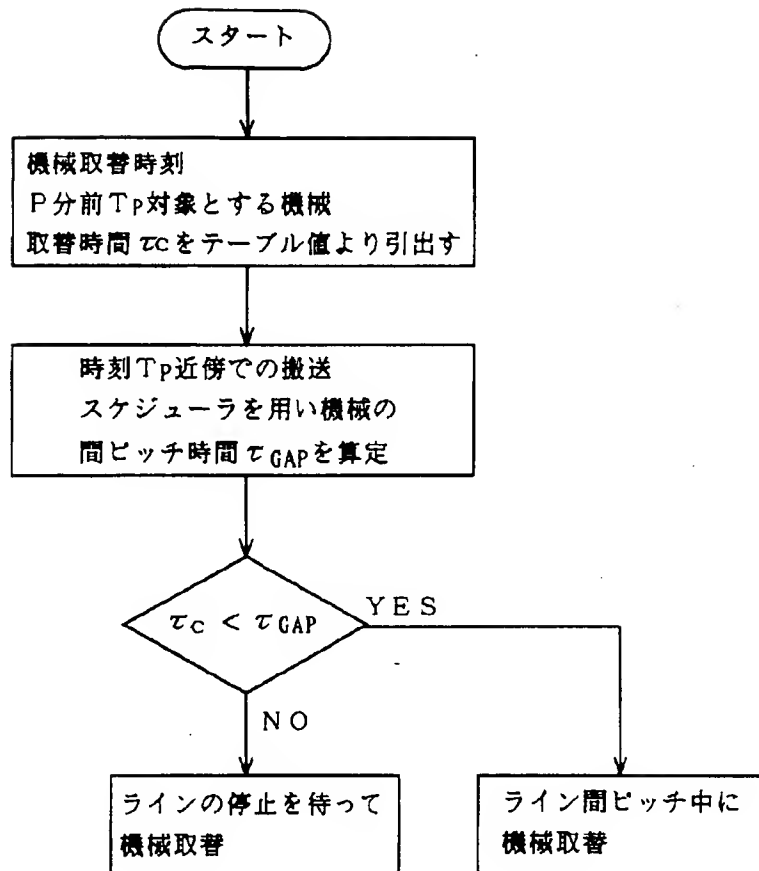 スタート
機械取替時刻
P分前Tp対象とする機械
取替時間τcをテーブル値より引出す
時刻Tp近傍での搬送
スケジューラを用い機械の
間ピッチ時間τGAPを算定
τc < τGAP
YES
NO
ラインの停止を待って
機械取替
ライン間ピッチ中に
機械取替